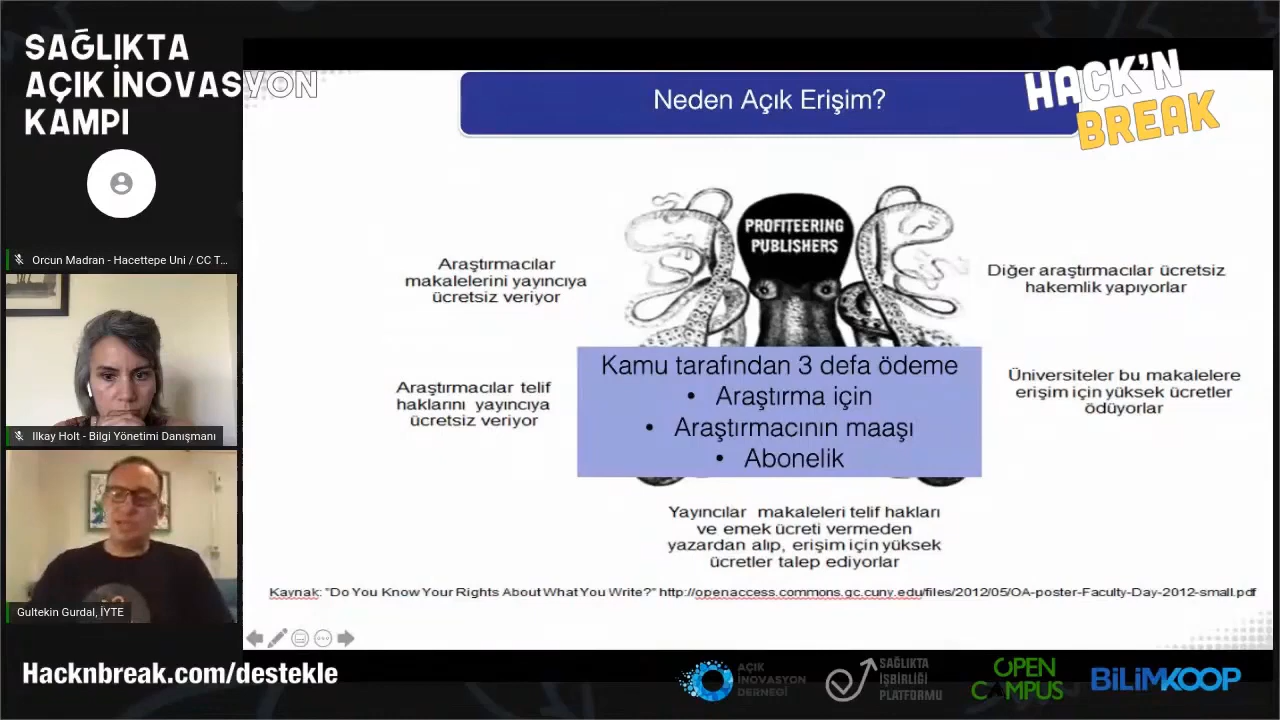 SAĞLIKTA
AÇIK İNOVASYON
KAMPI
Orcun Madran - Hacettepe Uni / CC T...
Ilkay Holt - Bilgi Yönetimi Danışmanı
Gultekin Gurdal, İYTE
HACK'N
BREAK
Neden Açık Erişim?
PROFITEERING
PUBLISHERS
Araştırmacılar
makalelerini yayıncıya
ücretsiz veriyor
Diğer araştırmacılar ücretsiz
hakemlik yapıyorlar
Araştırmacılar telif
haklarını yayıncıya
ücretsiz veriyor
Kamu tarafından 3 defa ödeme
• Araştırma için
• Araştırmacının maaşı
• Abonelik
Üniversiteler bu makalelere
erişim için yüksek ücretler
ödüyorlar
Yayıncılar makaleleri telif hakları
ve emek ücreti vermeden
yazardan alıp, erişim için yüksek
ücretler talep ediyorlar
Kaynak: "Do You Know Your Rights About What You Write?" http://openaccess.commons.gc.cuny.edu/files/2012/05/OA-poster-Faculty-Day-2012-small.pdf
Hacknbreak.com/destekle
AÇIK
İNOVASYON
DERNEĞİ
SAĞLIKTA
İŞBİRLİĞİ
PLATFORMU
OPEN
CAMPUS
BİLİMKOOP